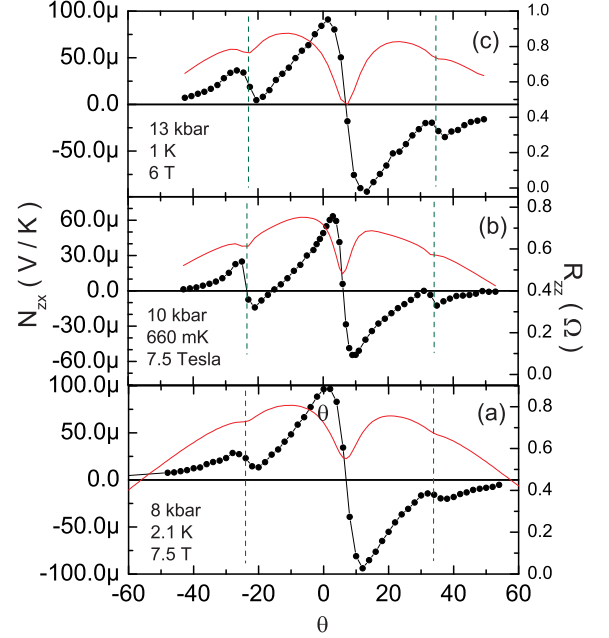 100.0µ
50.0µ
0.0
-50.0µ
1.0
0.8
0.6
0.4
0.2
0.0
(c)
13 kbar
1 K
6 T
60.0µ
30.0µ
0.0
-30.0µ
-60.0µ
0.8
0.6
0.4
0.2
0.0
(b)
10 kbar
660 mK
7.5 Tesla
N_zx ( V / K )
R_zz ( Ω )
100.0µ
50.0µ
0.0
-50.0µ
-100.0µ
1.0
0.8
0.6
0.4
0.2
0.0
θ
(a)
8 kbar
2.1 K
7.5 T
-60 -40 -20 0 20 40 60
θ